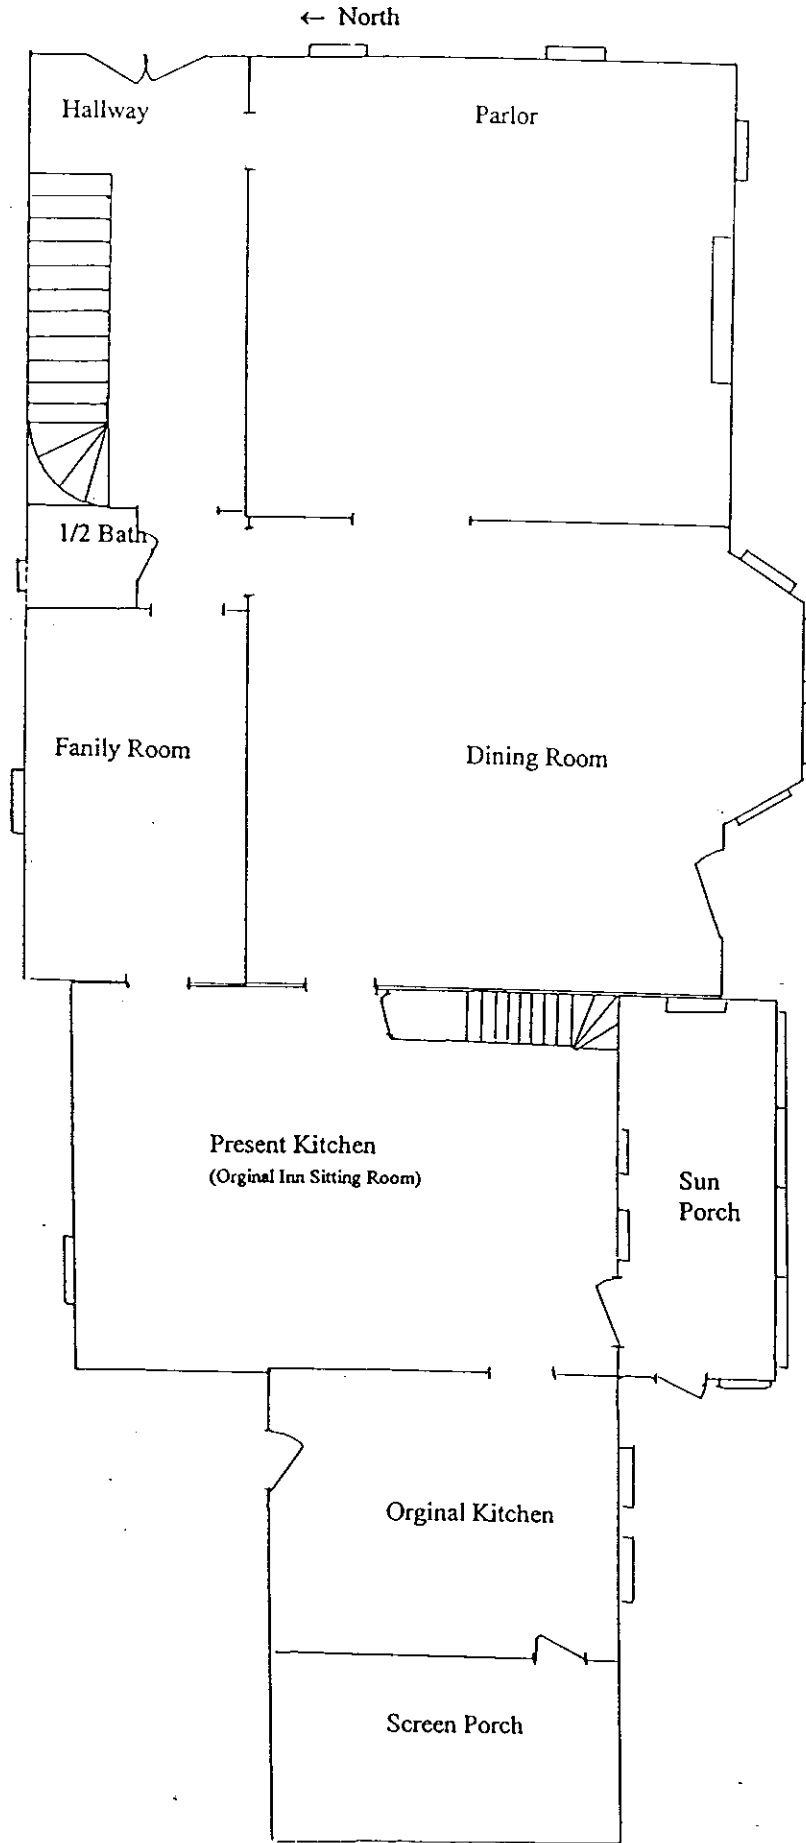 ← North
Hallway
Parlor
1/2 Bath
Fanily Room
Dining Room
Present Kitchen
(Orginal Inn Sitting Room)
Sun
Porch
Orginal Kitchen
Screen Porch